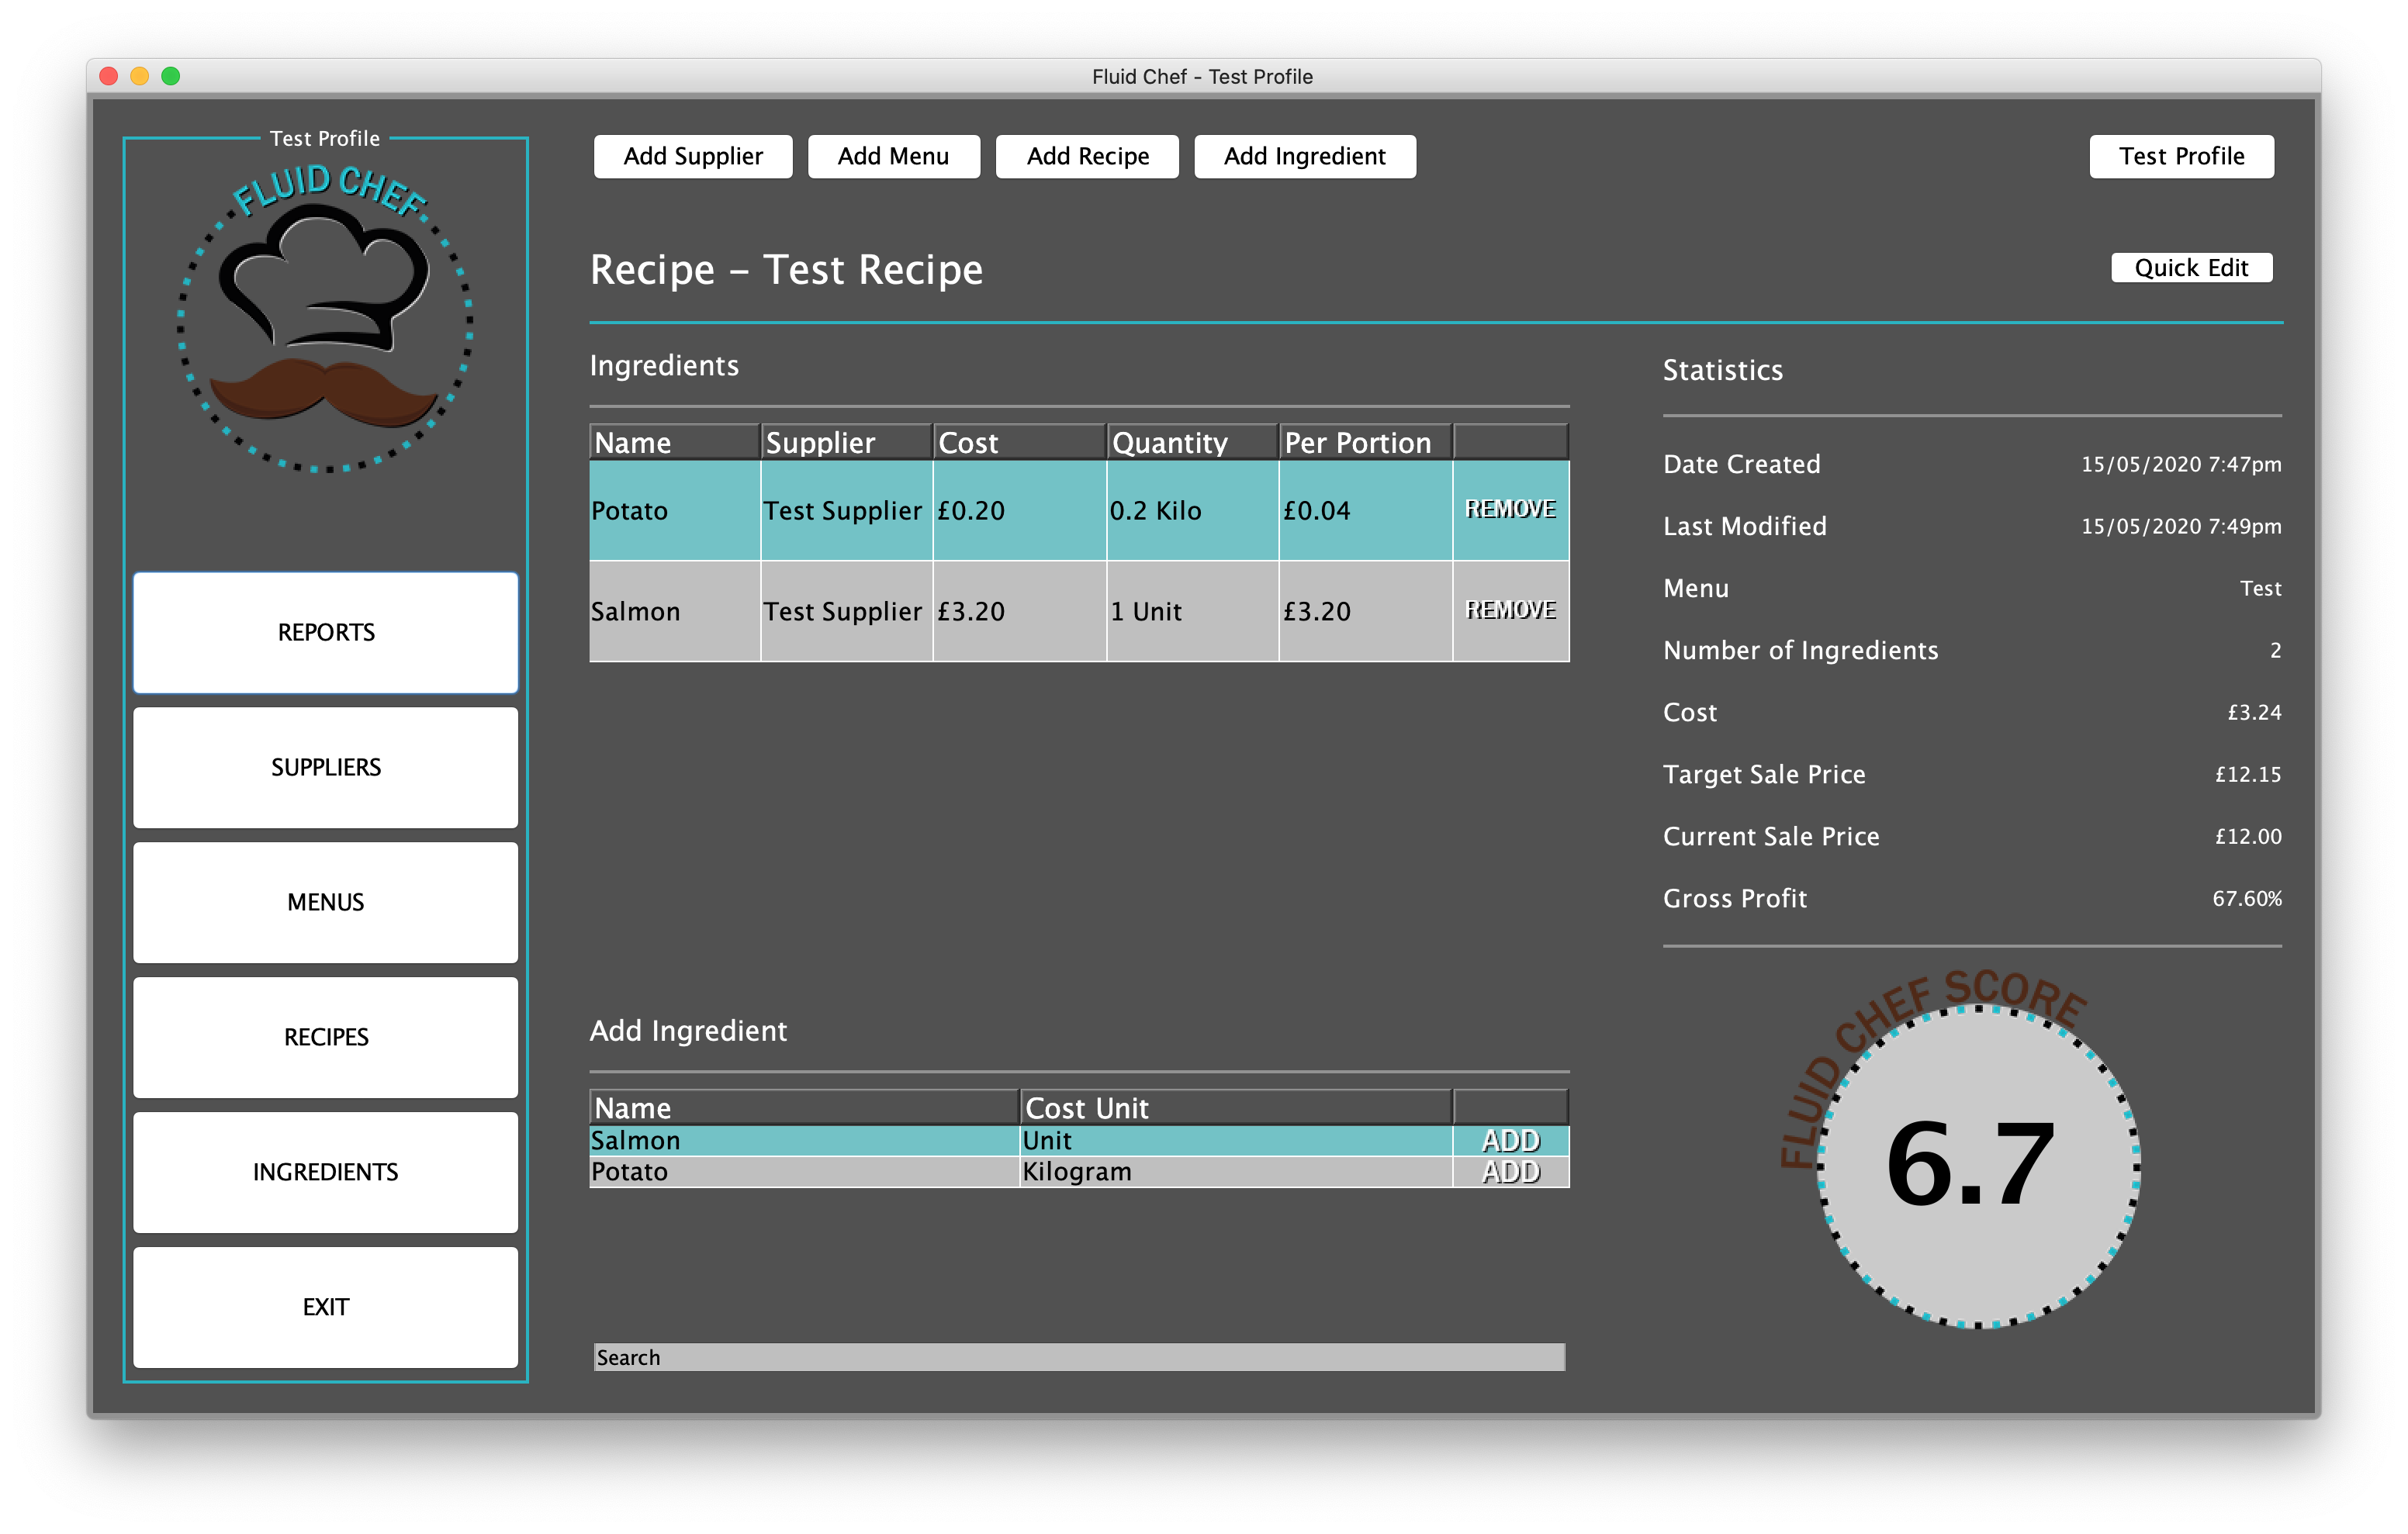 Fluid Chef - Test Profile
Test Profile
FLUID CHEF
REPORTS
SUPPLIERS
MENUS
RECIPES
INGREDIENTS
EXIT
Add Supplier Add Menu Add Recipe Add Ingredient Test Profile
Recipe - Test Recipe Quick Edit
Ingredients
Name Supplier Cost Quantity Per Portion
Potato Test Supplier £0.20 0.2 Kilo £0.04 REMOVE
Salmon Test Supplier £3.20 1 Unit £3.20 REMOVE
Add Ingredient
Name Cost Unit
Salmon Unit ADD
Potato Kilogram ADD
Search
Statistics
Date Created 15/05/2020 7:47pm
Last Modified 15/05/2020 7:49pm
Menu Test
Number of Ingredients 2
Cost £3.24
Target Sale Price £12.15
Current Sale Price £12.00
Gross Profit 67.60%
FLUID CHEF SCORE
6.7